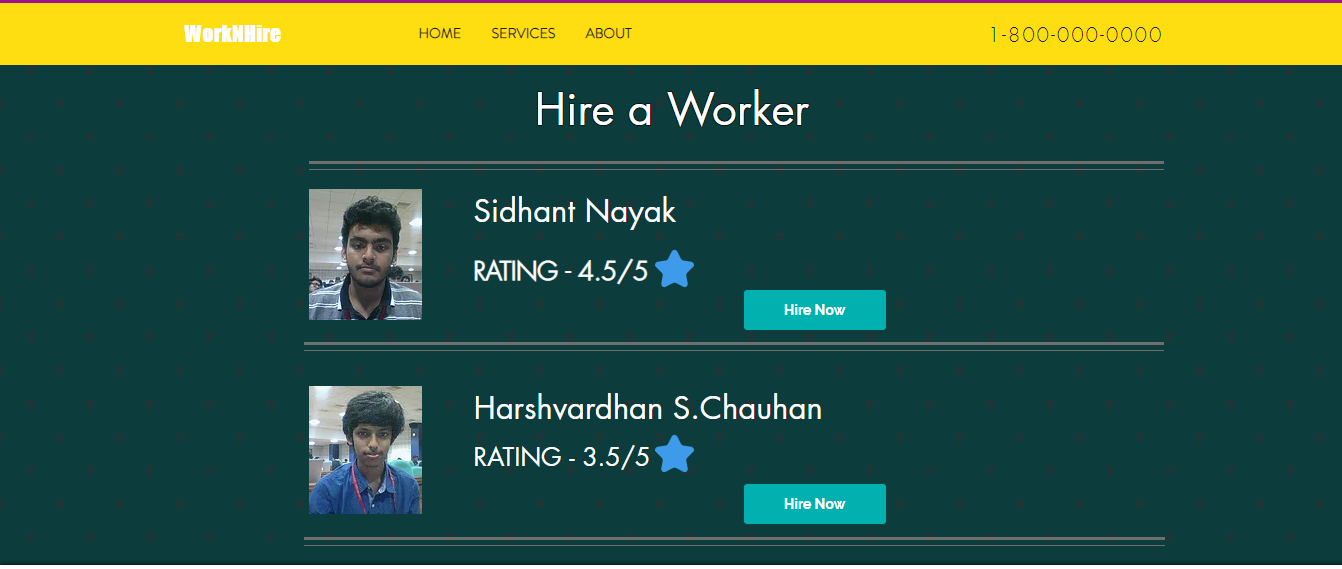 WorkNHire
HOME SERVICES ABOUT
1-800-000-0000
Hire a Worker
Sidhant Nayak
RATING - 4.5/5
Hire Now
Harshvardhan S.Chauhan
RATING - 3.5/5
Hire Now